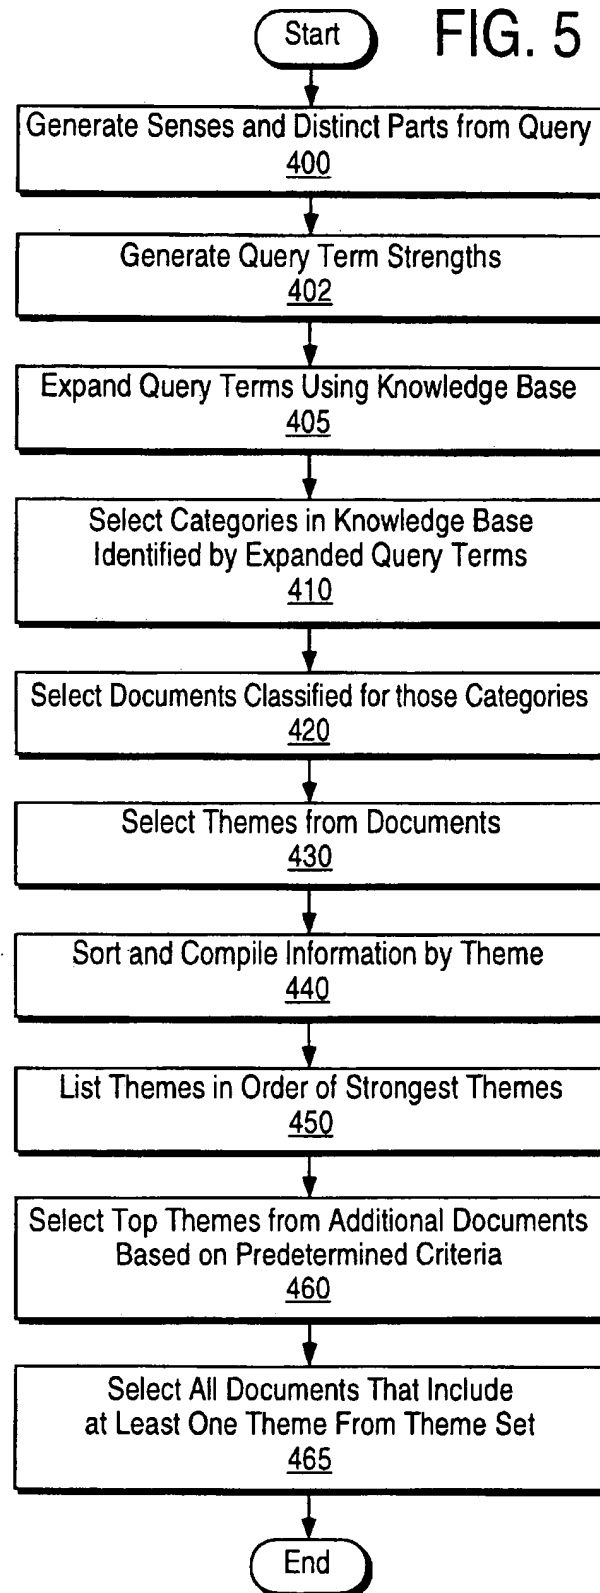 Start
FIG. 5
Generate Senses and Distinct Parts from Query
400
Generate Query Term Strengths
402
Expand Query Terms Using Knowledge Base
405
Select Categories in Knowledge Base
Identified by Expanded Query Terms
410
Select Documents Classified for those Categories
420
Select Themes from Documents
430
Sort and Compile Information by Theme
440
List Themes in Order of Strongest Themes
450
Select Top Themes from Additional Documents
Based on Predetermined Criteria
460
Select All Documents That Include
at Least One Theme From Theme Set
465
End